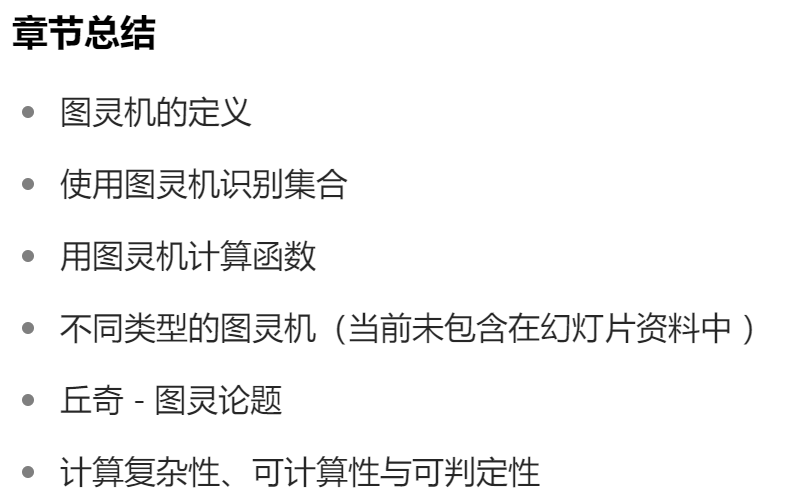 章节总结
图灵机的定义
使用图灵机识别集合
用图灵机计算函数
不同类型的图灵机（当前未包含在幻灯片资料中 ）
丘奇 - 图灵论题
计算复杂性、可计算性与可判定性